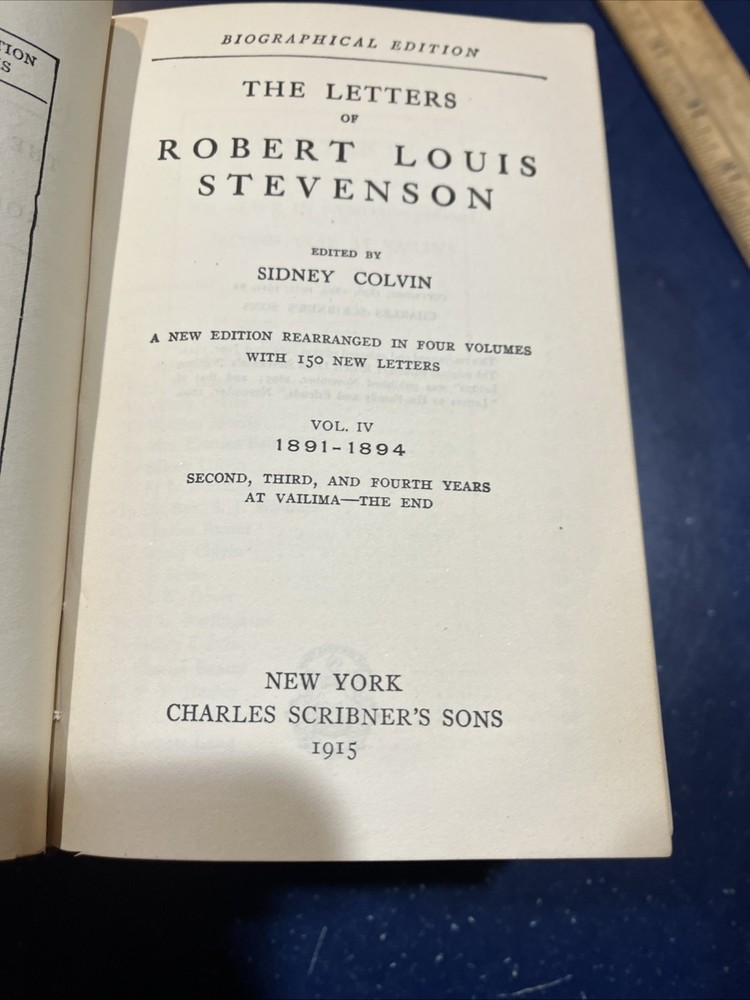 TION
S
BIOGRAPHICAL EDITION
THE LETTERS
OF
ROBERT LOUIS
STEVENSON
EDITED BY
SIDNEY COLVIN
A NEW EDITION REARRANGED IN FOUR VOLUMES
WITH 150 NEW LETTERS
VOL. IV
1891-1894
SECOND, THIRD, AND FOURTH YEARS
AT VAILIMA—THE END
NEW YORK
CHARLES SCRIBNER'S SONS
1915